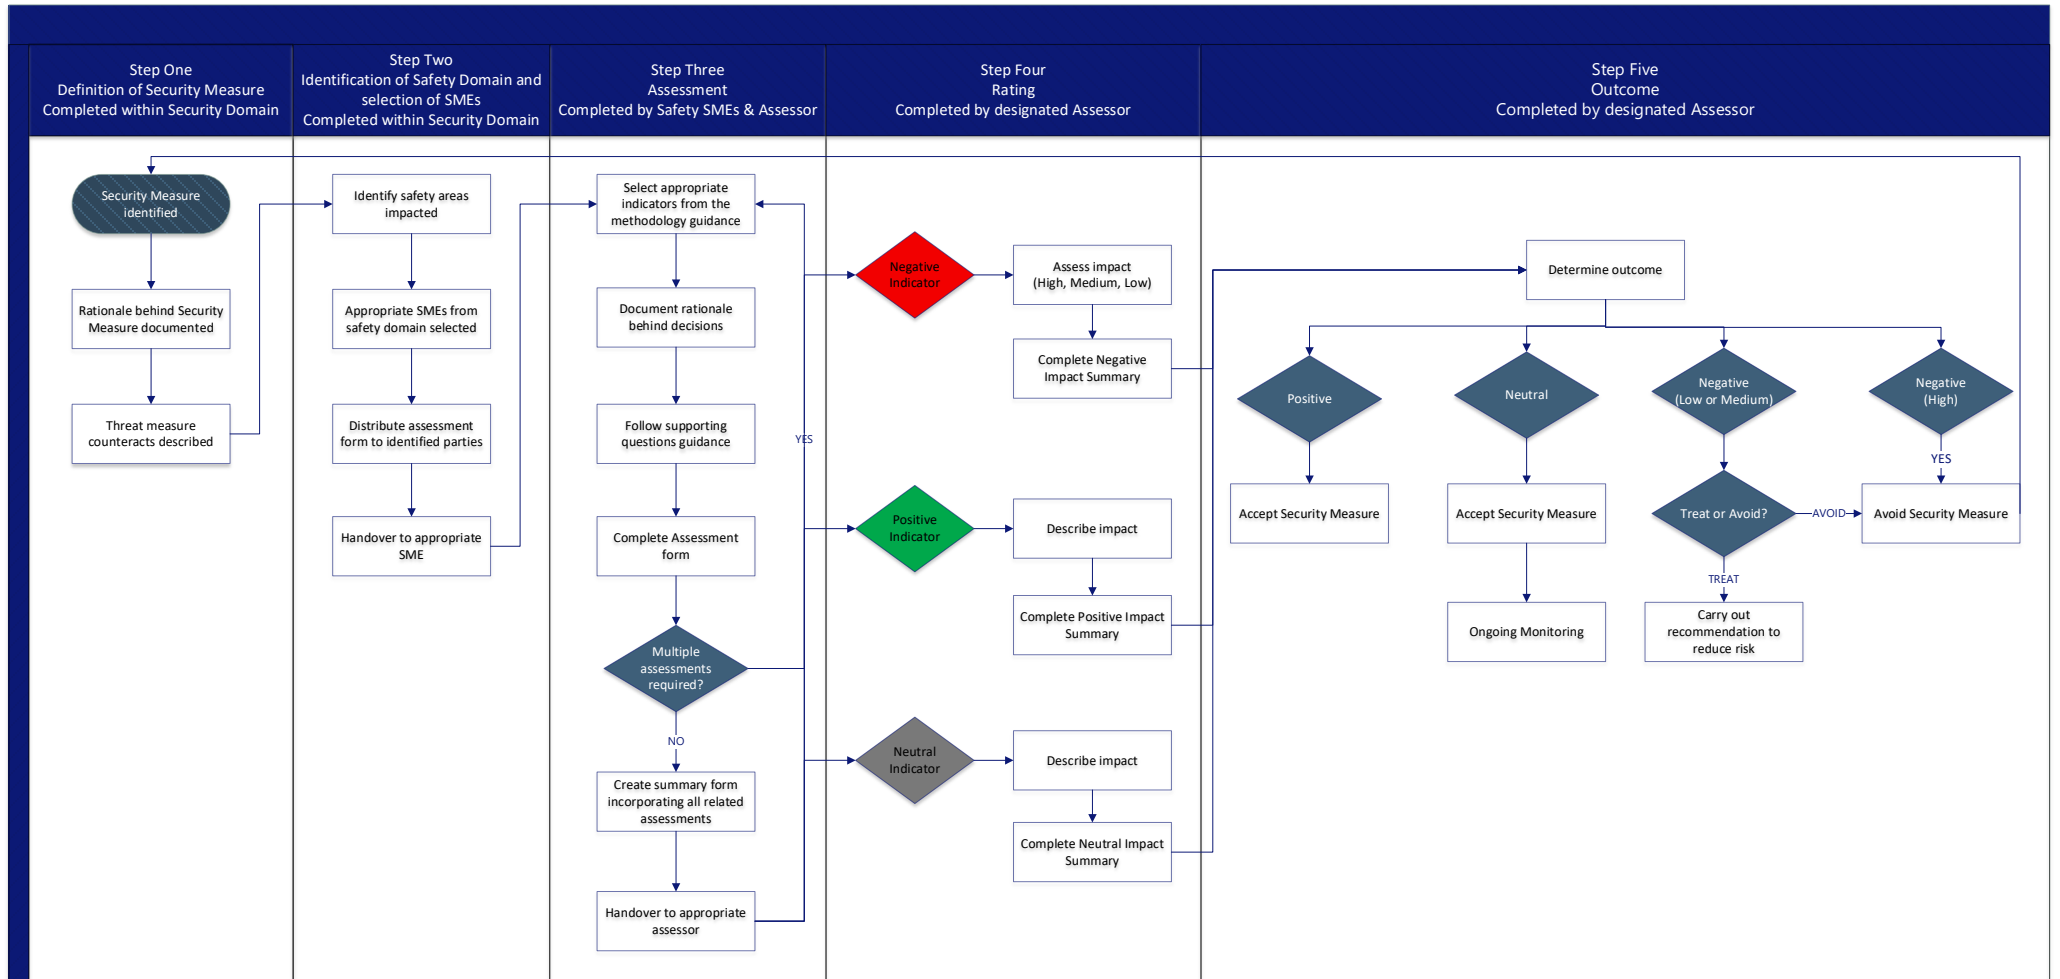 Step One
Definition of Security Measure
Completed within Security Domain
Step Two
Identification of Safety Domain and
selection of SMEs
Completed within Security Domain
Step Three
Assessment
Completed by Safety SMEs & Assessor
Step Four
Rating
Completed by designated Assessor
Step Five
Outcome
Completed by designated Assessor
Security Measure
identified
Rationale behind Security
Measure documented
Threat measure
counteracts described
Identify safety areas
impacted
Appropriate SMEs from
safety domain selected
Distribute assessment
form to identified parties
Handover to appropriate
SME
Select appropriate
indicators from the
methodology guidance
Document rationale
behind decisions
Follow supporting
questions guidance
Complete Assessment
form
Multiple
assessments
required?
YES
NO
Create summary form
incorporating all related
assessments
Handover to appropriate
assessor
Negative
Indicator
Assess impact
(High, Medium, Low)
Complete Negative
Impact Summary
Positive
Indicator
Describe impact
Complete Positive Impact
Summary
Neutral
Indicator
Describe impact
Complete Neutral Impact
Summary
Determine outcome
Positive
Neutral
Negative
(Low or Medium)
Negative
(High)
YES
Accept Security Measure
Accept Security Measure
Treat or Avoid?
AVOID
Avoid Security Measure
TREAT
Ongoing Monitoring
Carry out
recommendation to
reduce risk